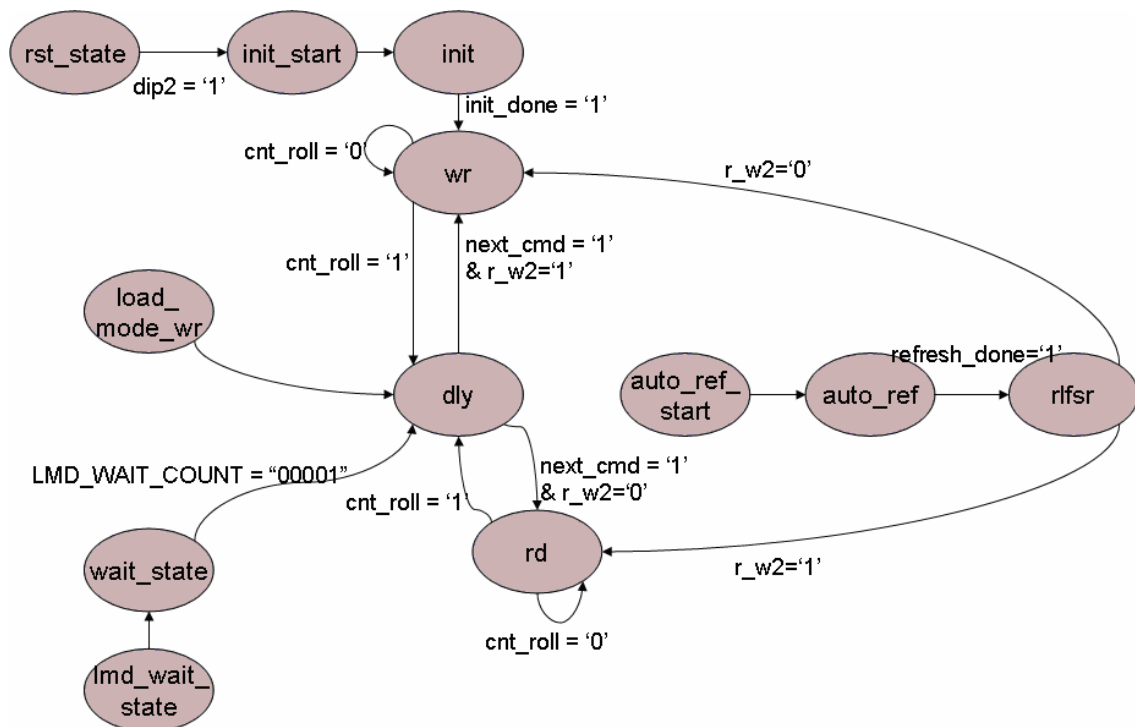 rst_state
init_start
init
dip2 = ‘1’
init_done = ‘1’
cnt_roll = ‘0’
wr
r_w2=‘0’
next_cmd = ‘1’
& r_w2=‘1’
cnt_roll = ‘1’
load_
mode_wr
refresh_done=‘1’
dly
auto_ref_
start
auto_ref
rlfsr
LMD_WAIT_COUNT = “00001”
next_cmd = ‘1’
& r_w2=‘0’
cnt_roll = ‘1’
rd
wait_state
r_w2=‘1’
cnt_roll = ‘0’
lmd_wait_
state